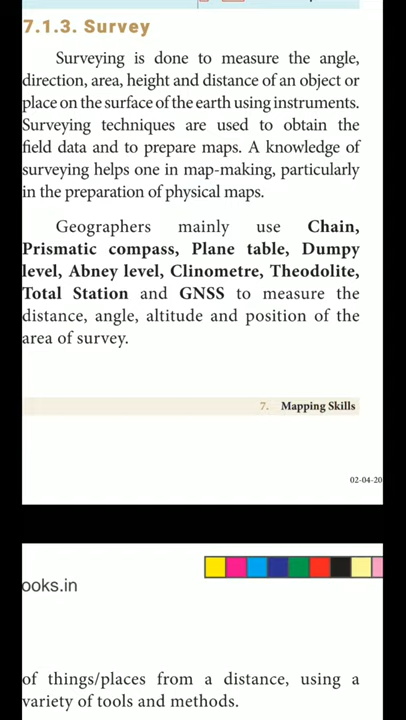 7.1.3. Survey
Surveying is done to measure the angle,
direction, area, height and distance of an object or
place on the surface of the earth using instruments.
Surveying techniques are used to obtain the
field data and to prepare maps. A knowledge of
surveying helps one in map-making, particularly
in the preparation of physical maps.
Geographers mainly use Chain,
Prismatic compass, Plane table, Dumpy
level, Abney level, Clinometre, Theodolite,
Total Station and GNSS to measure the
distance, angle, altitude and position of the
area of survey.
7. Mapping Skills
02-04-20
ooks.in
of things/places from a distance, using a
variety of tools and methods.